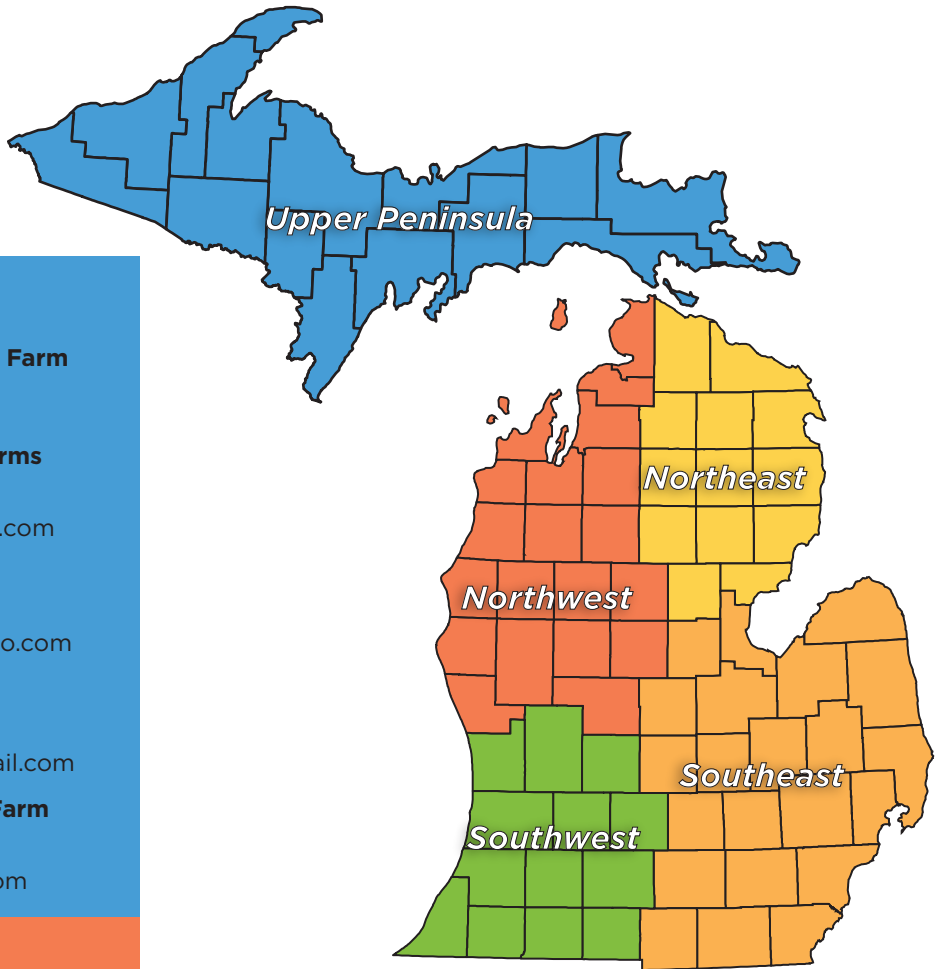 Upper Peninsula
Farm
rms
.com
Northeast
Northwest
o.com
ail.com
Southeast
Farm
Southwest
om